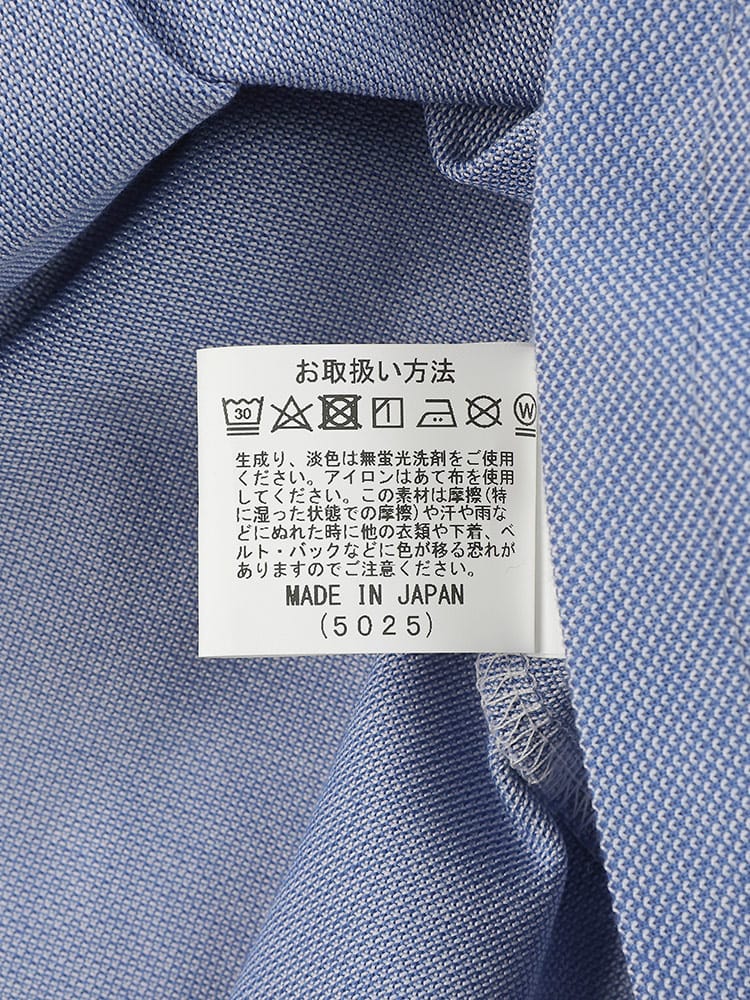 お取扱い方法
30 W
生成り、淡色は無蛍光洗剤をご使用
ください。アイロンはあて布を使用
してください。この素材は摩擦(特
に湿った状態での摩擦)や汗や雨な
どにぬれた時に他の衣類や下着、ベ
ルト・バックなどに色が移る恐れが
ありますのでご注意ください。
MADE IN JAPAN
(5025)